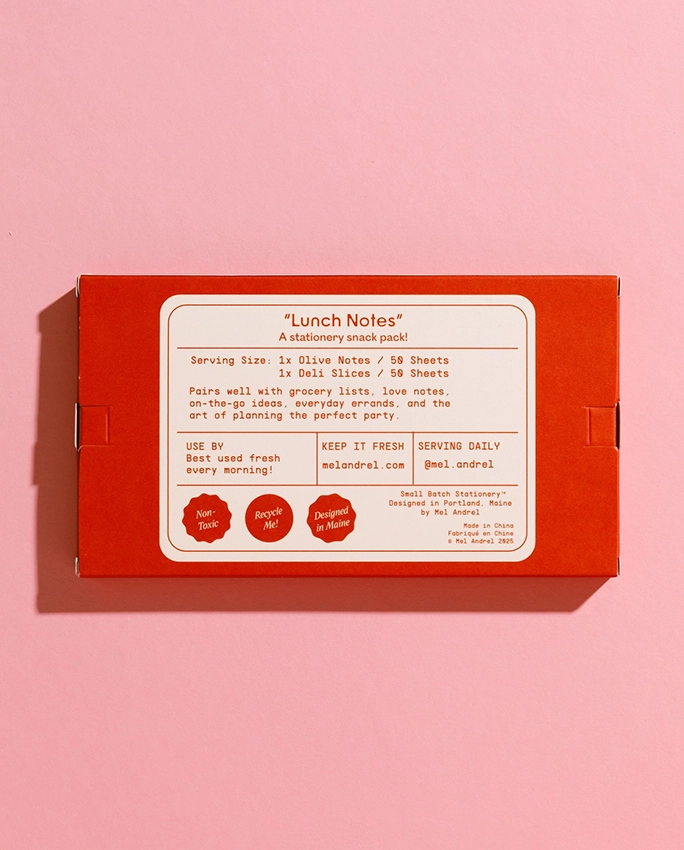 “Lunch Notes”
A stationery snack pack!
Serving Size: 1x Olive Notes / 50 Sheets
1x Deli Slices / 50 Sheets
Pairs well with grocery lists, love notes,
on-the-go ideas, everyday errands, and the
art of planning the perfect party.
USE BY
Best used fresh
every morning!
KEEP IT FRESH
melandrel.com
SERVING DAILY
@mel.andrel
Non-
Toxic
Recycle
Me!
Designed
in Maine
Small Batch Stationery™
Designed in Portland, Maine
by Mel Andrel
Made in China
Fabriqué en Chine
© Mel Andrel 2025